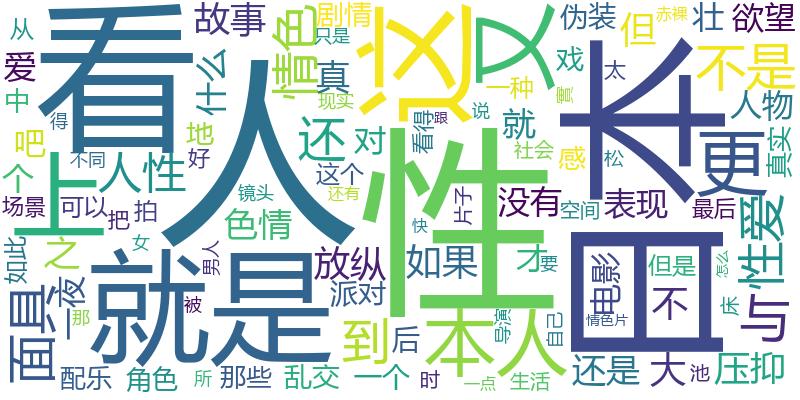 看
人
这
性
又
本
田
就是
上
本人
更
不是
情色
故事
剧情
只是
伪装
但
赤裸
壮
欲望
从
爱
中
吧
得
不同
什么
真
现实
地
好
还
对
看得
跟
说
一种
戏
就
社会
感
太
松
人物
真实
个
人性
场景
可以
把
拍
镜头
这个
还有
色情
片子
没有
空间
表现
最后
性爱
如此
之
女
男人
放纵
快
如果
才
要
电影
但是
不
怎么
床
与
面具
一夜
那
被
派对
到
后
导演
自己
情色片
配乐
角色
所
那些
乱交
一个
时
一点
生活
还是
大
池
压抑